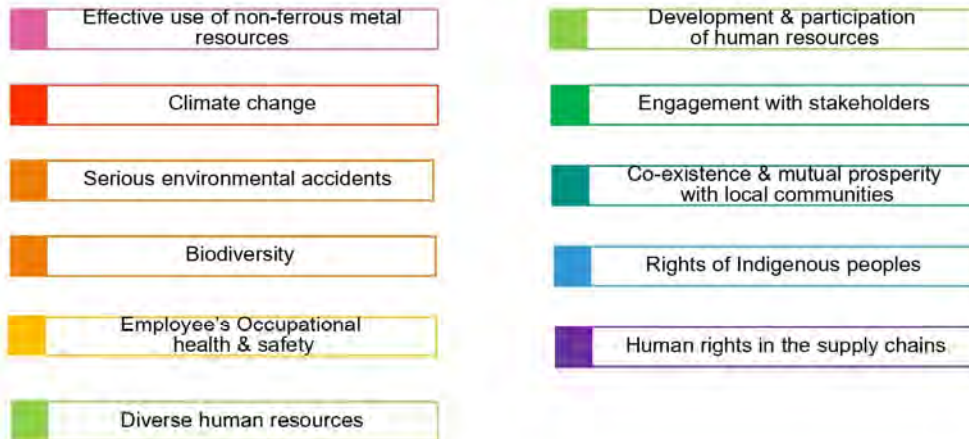 Effective use of non-ferrous metal
resources
Climate change
Serious environmental accidents
Biodiversity
Employee's Occupational
health & safety
Diverse human resources
Development & participation
of human resources
Engagement with stakeholders
Co-existence & mutual prosperity
with local communities
Rights of Indigenous peoples
Human rights in the supply chains